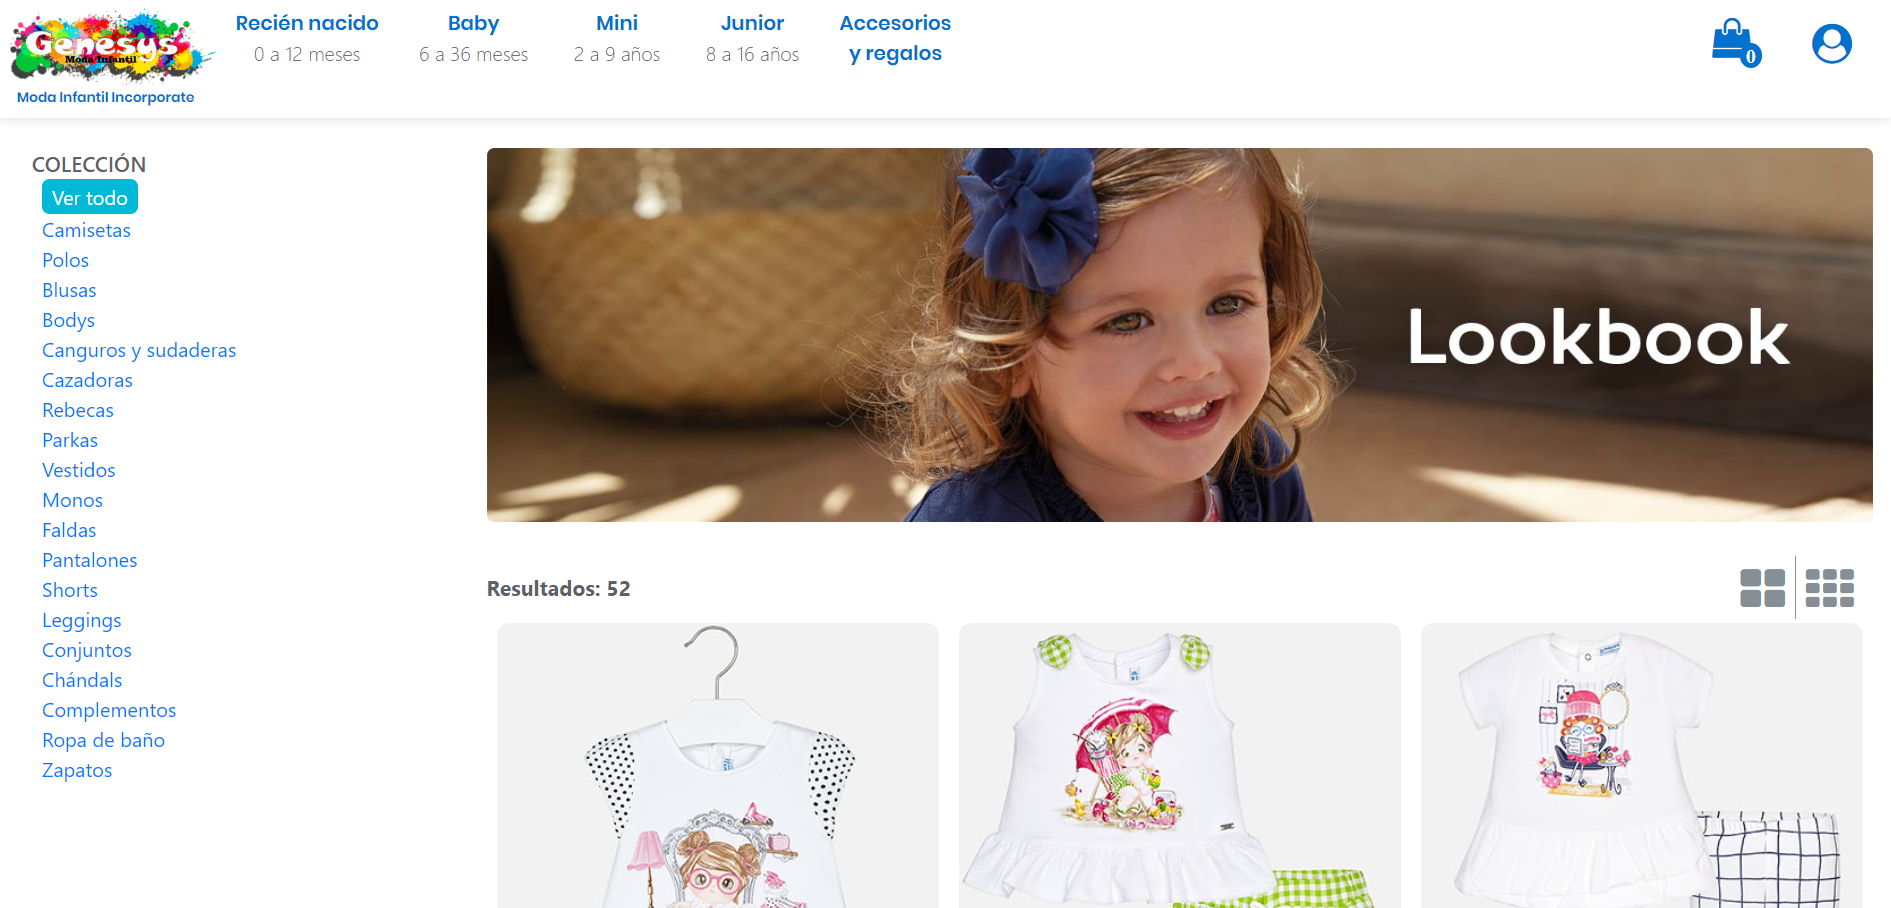 Genesys
Moda Infantil
Moda Infantil Incorporate
Recién nacido
0 a 12 meses
Baby
6 a 36 meses
Mini
2 a 9 años
Junior
8 a 16 años
Accesorios
y regalos
0
COLECCIÓN
Ver todo
Camisetas
Polos
Blusas
Bodys
Canguros y sudaderas
Cazadoras
Rebecas
Parkas
Vestidos
Monos
Faldas
Pantalones
Shorts
Leggings
Conjuntos
Chándals
Complementos
Ropa de baño
Zapatos
Lookbook
Resultados: 52